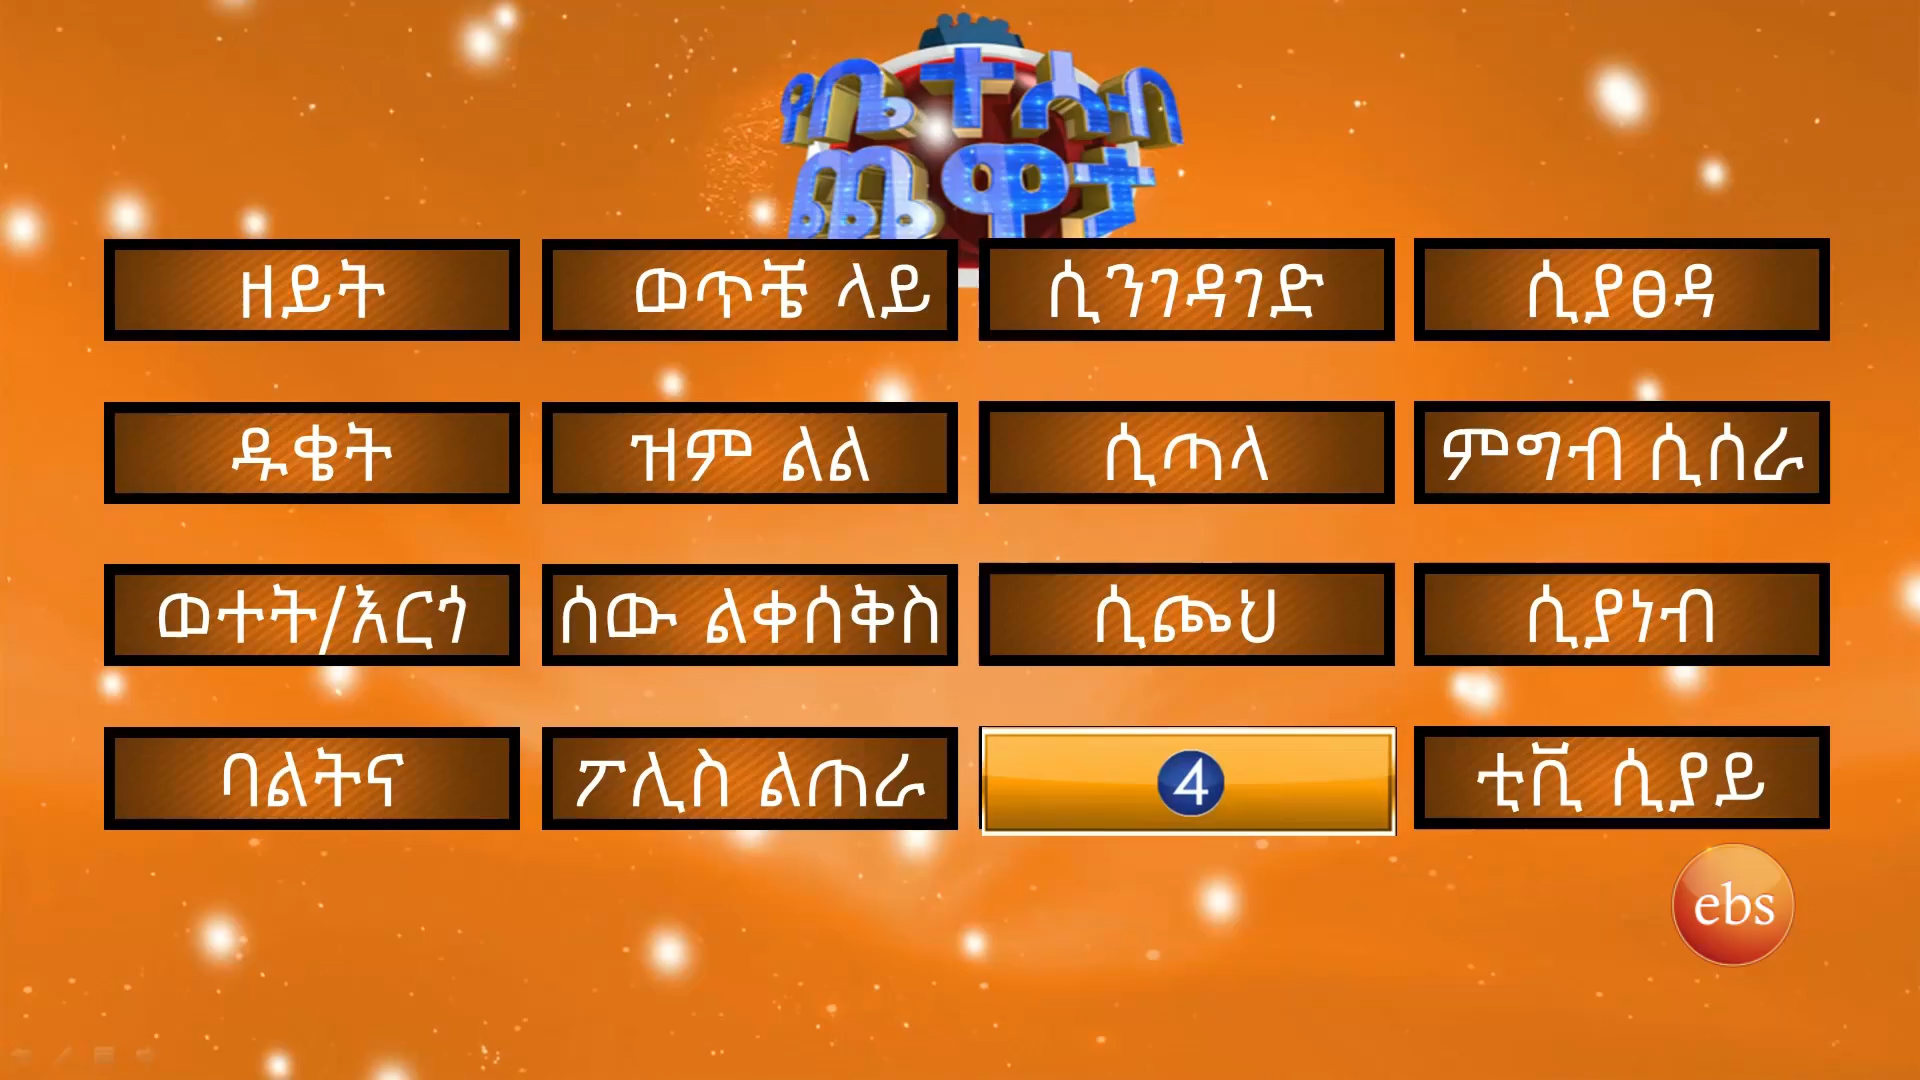 የቤተሰብ
ጨዋታ
ዘይት
ወጥቼ ላይ
ሲንገዳገድ
ሲያፀዳ
ዱቄት
ዝም ልል
ሲጣላ
ምግብ ሲሰራ
ወተት/እርጎ
ሰው ልቀሰቅስ
ሲጮህ
ሲያነብ
ባልትና
ፖሊስ ልጠራ
4
ቲቪ ሲያይ
ebs